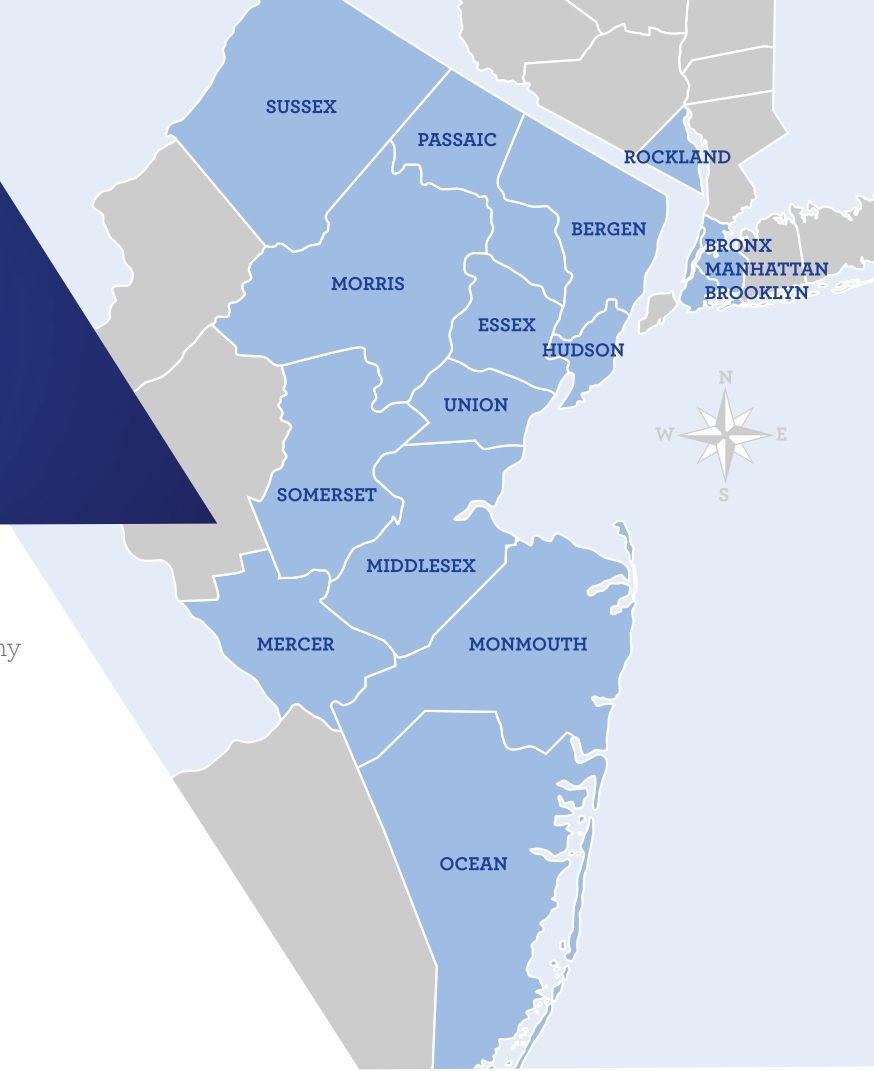 SUSSEX
PASSAIC
ROCKLAND
BERGEN
BRONX
MANHATTAN
BROOKLYN
MORRIS
ESSEX
HUDSON
N
W E
S
UNION
SOMERSET
MIDDLESEX
MERCER
MONMOUTH
OCEAN